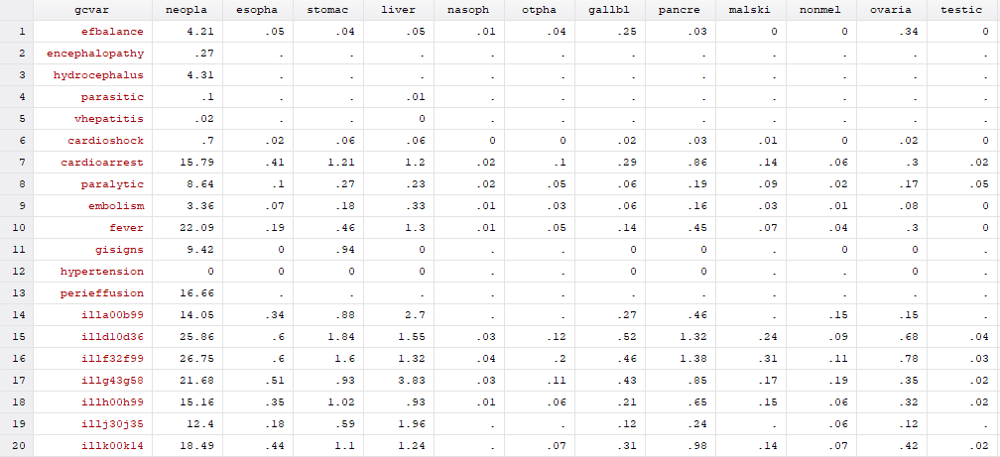 gcvar neopla esopha stomac liver nasoph otpha gallbl pancre malski nonmel ovaria testic
1 efbalance 4.21 .05 .04 .05 .01 .04 .25 .03 0 0 .34 0
2 encephalopathy .27 . . . . . . . . . . .
3 hydrocephalus 4.31 . . . . . . . . . . .
4 parasitic .1 . . .01 . . . . . . . .
5 vhepatitis .02 . . 0 . . . . . . . .
6 cardioshock .7 .02 .06 .06 0 0 .02 .03 .01 0 .02 0
7 cardioarrest 15.79 .41 1.21 1.2 .02 .1 .29 .86 .14 .06 .3 .02
8 paralytic 8.64 .1 .27 .23 .02 .05 .06 .19 .09 .02 .17 .05
9 embolism 3.36 .07 .18 .33 .01 .03 .06 .16 .03 .01 .08 0
10 fever 22.09 .19 .46 1.3 .01 .05 .14 .45 .07 .04 .3 0
11 gisigns 9.42 0 .94 0 . . 0 0 . 0 0 .
12 hypertension 0 0 0 0 . . 0 0 . . 0 .
13 perieffusion 16.66 . . . . . . . . . . .
14 illa00b99 14.05 .34 .88 2.7 . . .27 .46 . .15 .15 .
15 illd10d36 25.86 .6 1.84 1.55 .03 .12 .52 1.32 .24 .09 .68 .04
16 illf32f99 26.75 .6 1.6 1.32 .04 .2 .46 1.38 .31 .11 .78 .03
17 illg43g58 21.68 .51 .93 3.83 .03 .11 .43 .85 .17 .19 .35 .02
18 illh00h99 15.16 .35 1.02 .93 .01 .06 .21 .65 .15 .06 .32 .02
19 illj30j35 12.4 .18 .59 1.96 . . .12 .24 . .06 .12 .
20 illk00k14 18.49 .44 1.1 1.24 . .07 .31 .98 .14 .07 .42 .02